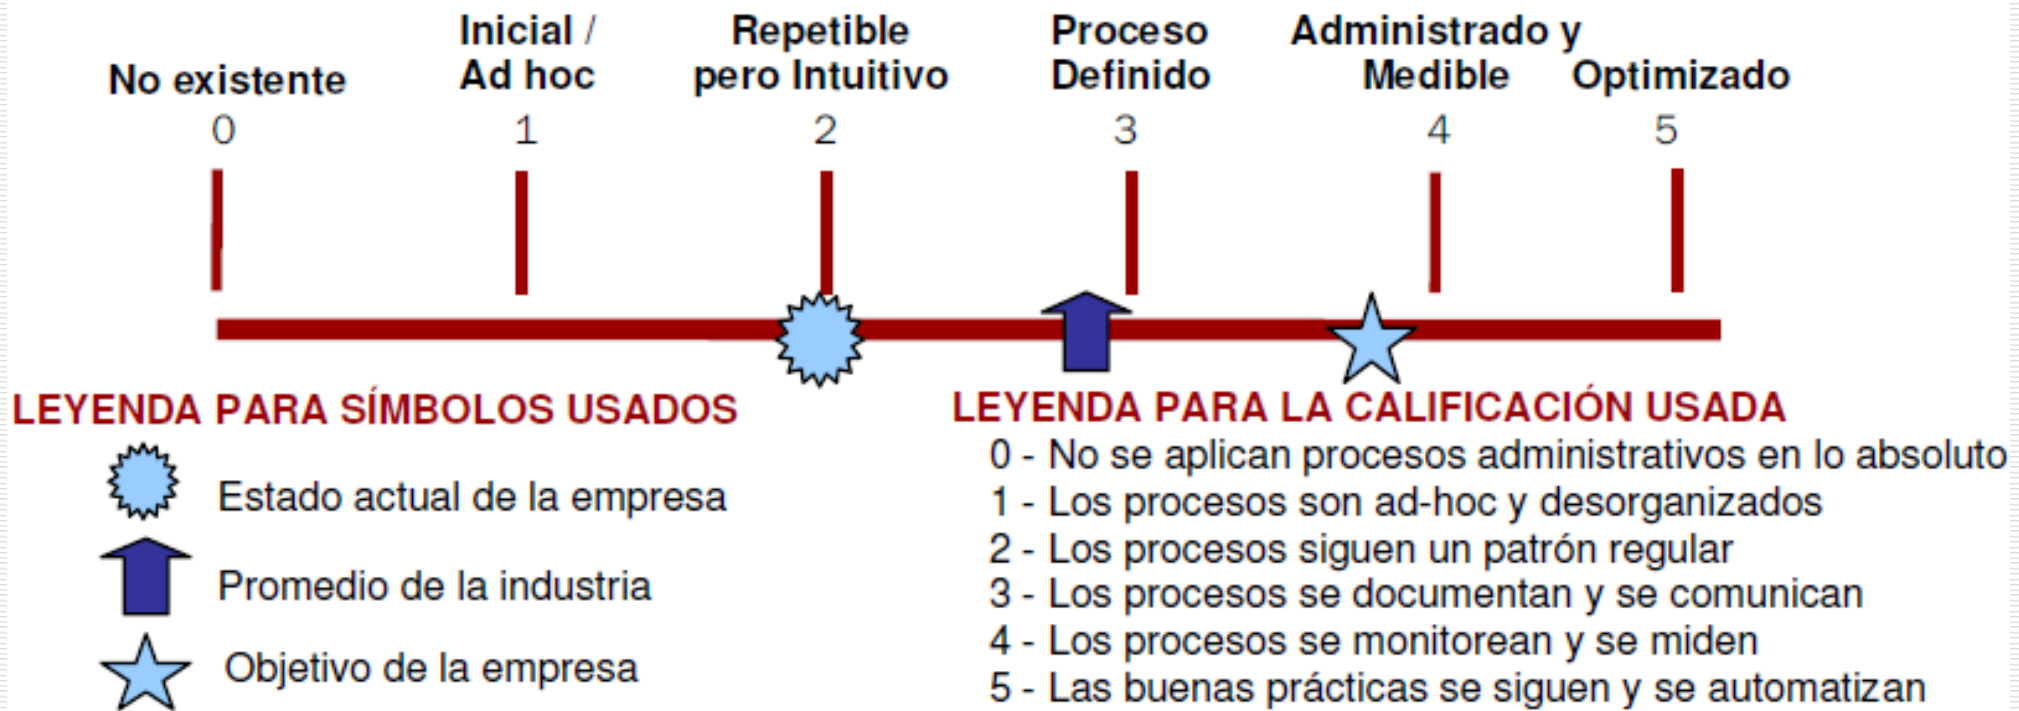 No existente
Inicial /
Ad hoc
Repetible
pero Intuitivo
Proceso
Definido
Administrado y
Medible
Optimizado
0
1
2
3
4
5
LEYENDA PARA SÍMBOLOS USADOS
Estado actual de la empresa
Promedio de la industria
Objetivo de la empresa
LEYENDA PARA LA CALIFICACIÓN USADA
0 - No se aplican procesos administrativos en lo absoluto
1 - Los procesos son ad-hoc y desorganizados
2 - Los procesos siguen un patrón regular
3 - Los procesos se documentan y se comunican
4 - Los procesos se monitorean y se miden
5 - Las buenas prácticas se siguen y se automatizan